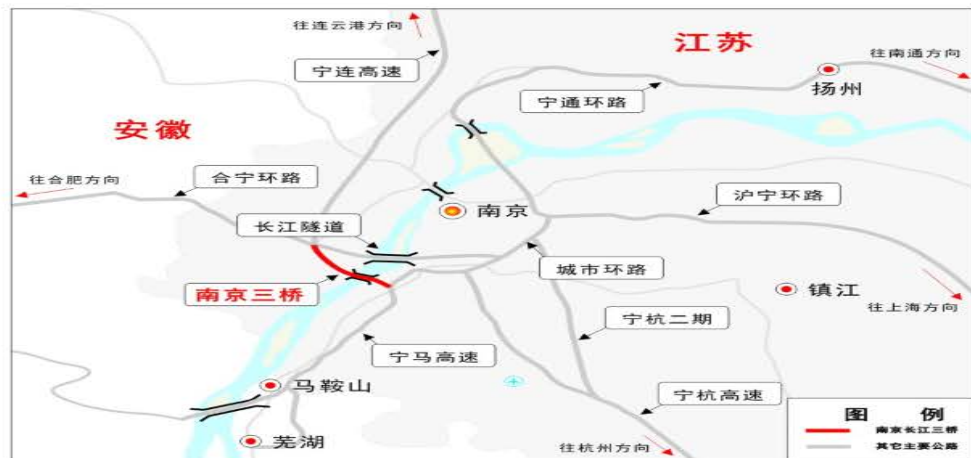 往连云港方向
江苏
宁连高速
往南通方向
宁通环路
扬州
安徽
往合肥方向
合宁环路
南京
沪宁环路
长江隧道
城市环路
南京三桥
镇江
往上海方向
宁杭二期
宁马高速
马鞍山
宁杭高速
芜湖
往杭州方向
图 例
南京长江三桥
其它主要公路